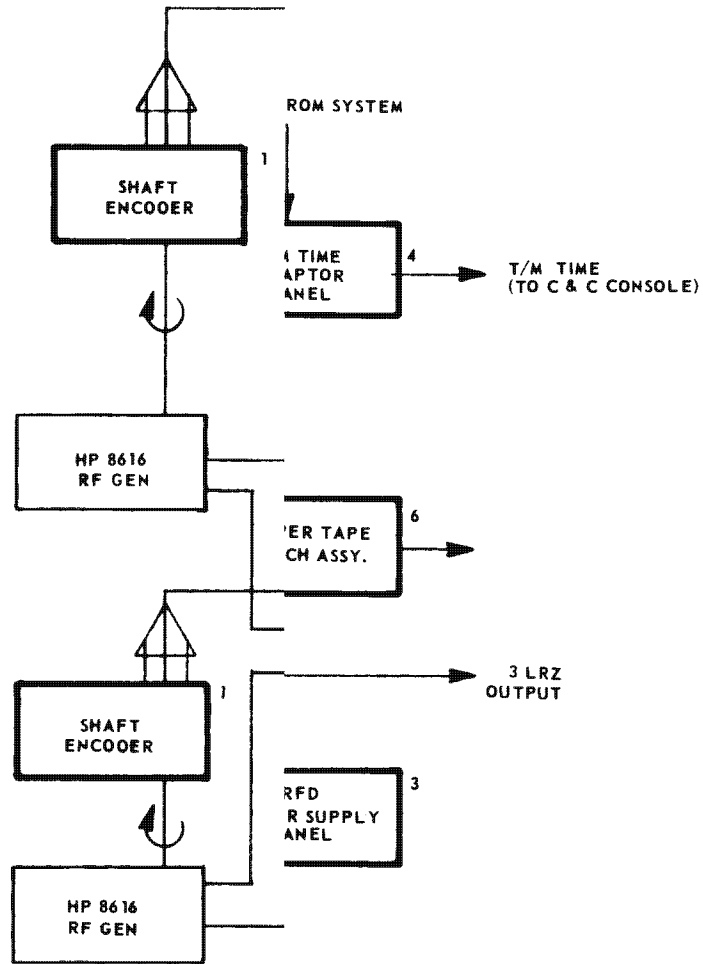 ROM SYSTEM
1
SHAFT
ENCOOER
TIME
APTOR
ANEL
4
T/M TIME
(TO C & C CONSOLE)
HP 8616
RF GEN
PER TAPE
CH ASSY.
6
3 LRZ
OUTPUT
1
SHAFT
ENCOOER
RFD
R SUPPLY
ANEL
3
HP 8616
RF GEN